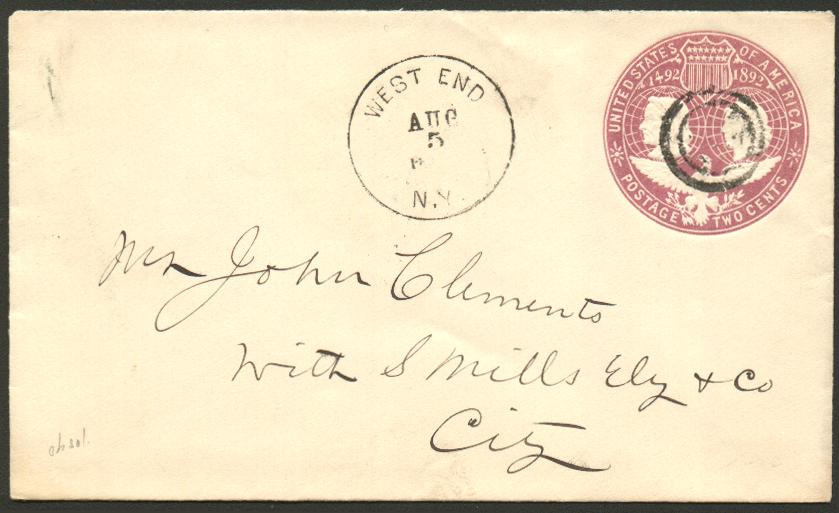 WEST END
AUG
5
N.Y.
UNITED STATES OF AMERICA
1492 1892
POSTAGE TWO CENTS
Mr John Clements
With S Mills Ely & Co
City
obsol.